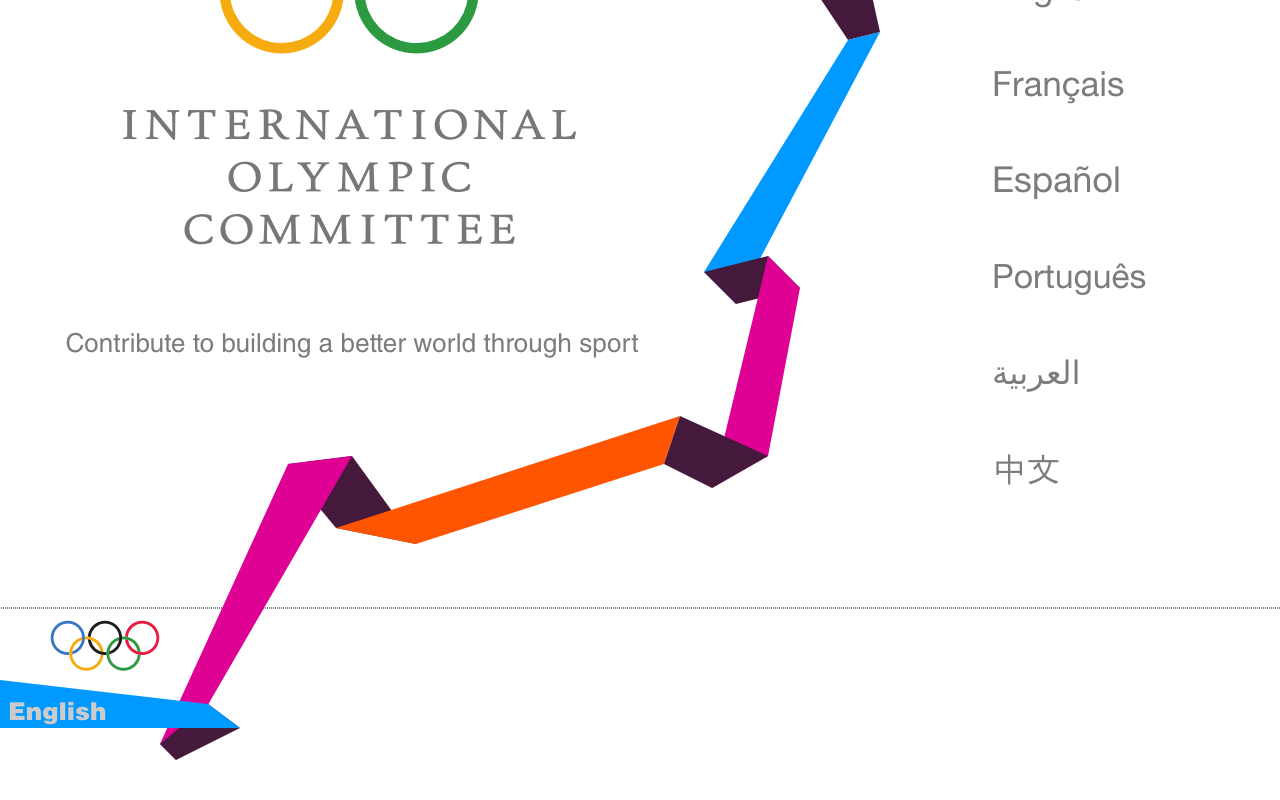 INTERNATIONAL
OLYMPIC
COMMITTEE
Contribute to building a better world through sport
Français
Español
Português
العربية
中文
English